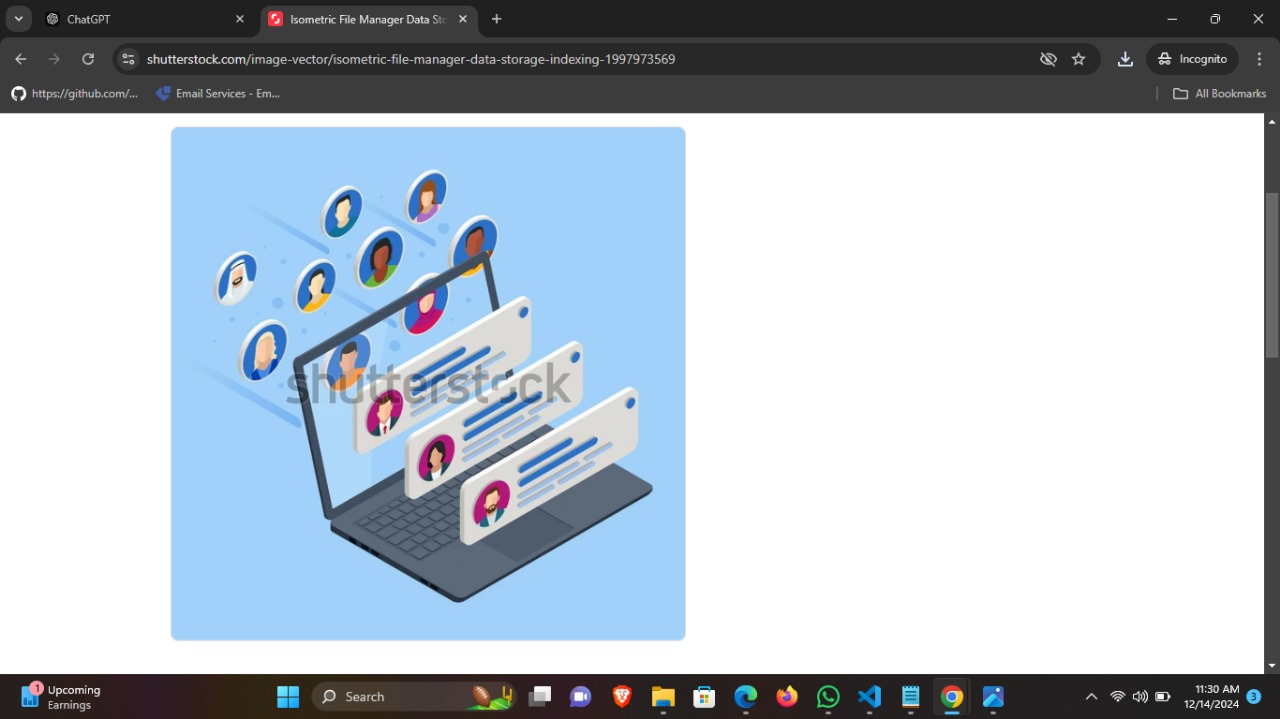 ChatGPT
Isometric File Manager Data Sto
shutterstock.com/image-vector/isometric-file-manager-data-storage-indexing-1997973569
Incognito
https://github.com/...
Email Services - Em...
All Bookmarks
shutterstock
1
Upcoming
Earnings
Search
11:30 AM
12/14/2024
3